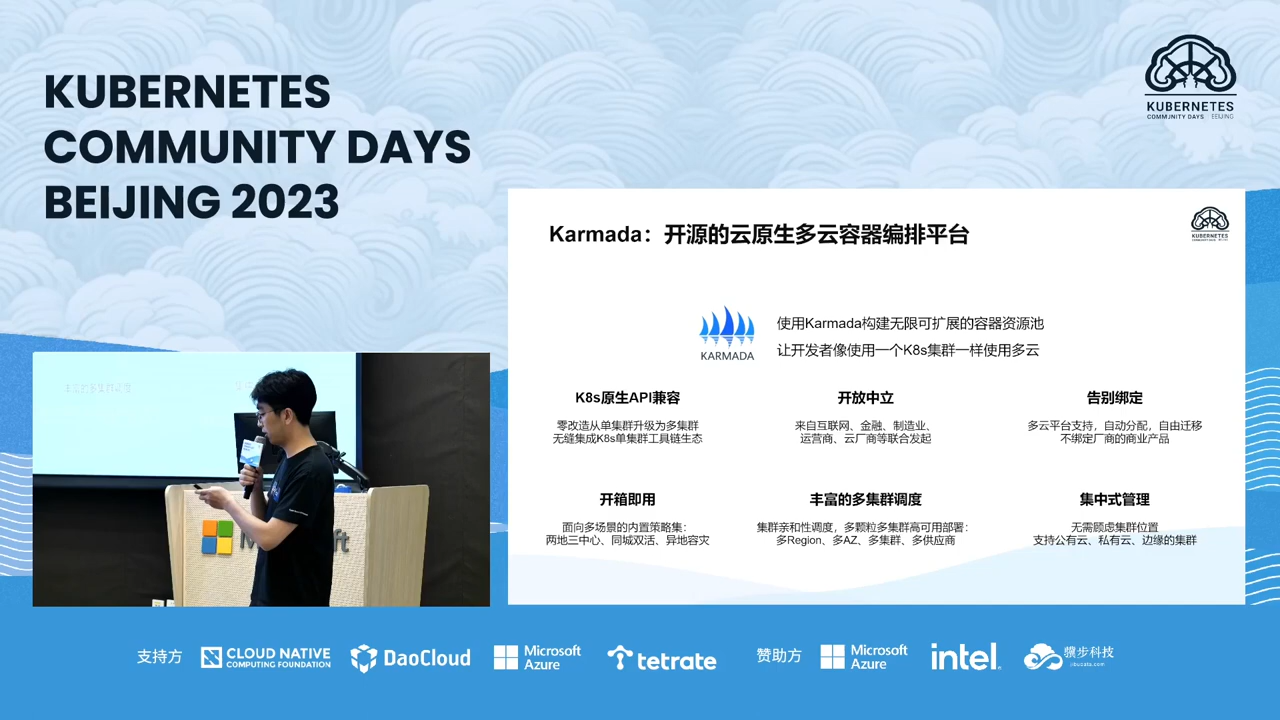 KUBERNETES
COMMUNITY DAYS
BEIJING 2023
KUBERNETES
COMMUNITY DAYS BEIJING
Karmada：开源的云原生多云容器编排平台
KUBERNETES
KARMADA
使用Karmada构建无限可扩展的容器资源池
让开发者像使用一个K8s集群一样使用多云
K8s原生API兼容
零改造从单集群升级为多集群
无缝集成K8s单集群工具链生态
开放中立
来自互联网、金融、制造业、
运营商、云厂商等联合发起
告别绑定
多云平台支持，自动分配，自由迁移
不绑定厂商的商业产品
开箱即用
面向多场景的内置策略集：
两地三中心、同城双活、异地容灾
丰富的多集群调度
集群亲和性调度，多颗粒多集群高可用部署：
多Region、多AZ、多集群、多供应商
集中式管理
无需顾虑集群位置
支持公有云、私有云、边缘的集群
丰富的多集群调度
支持方
CLOUD NATIVE
COMPUTING FOUNDATION
DaoCloud
Microsoft
Azure
tetrate
赞助方
Microsoft
Azure
intel.
骥步科技
jibudata.com